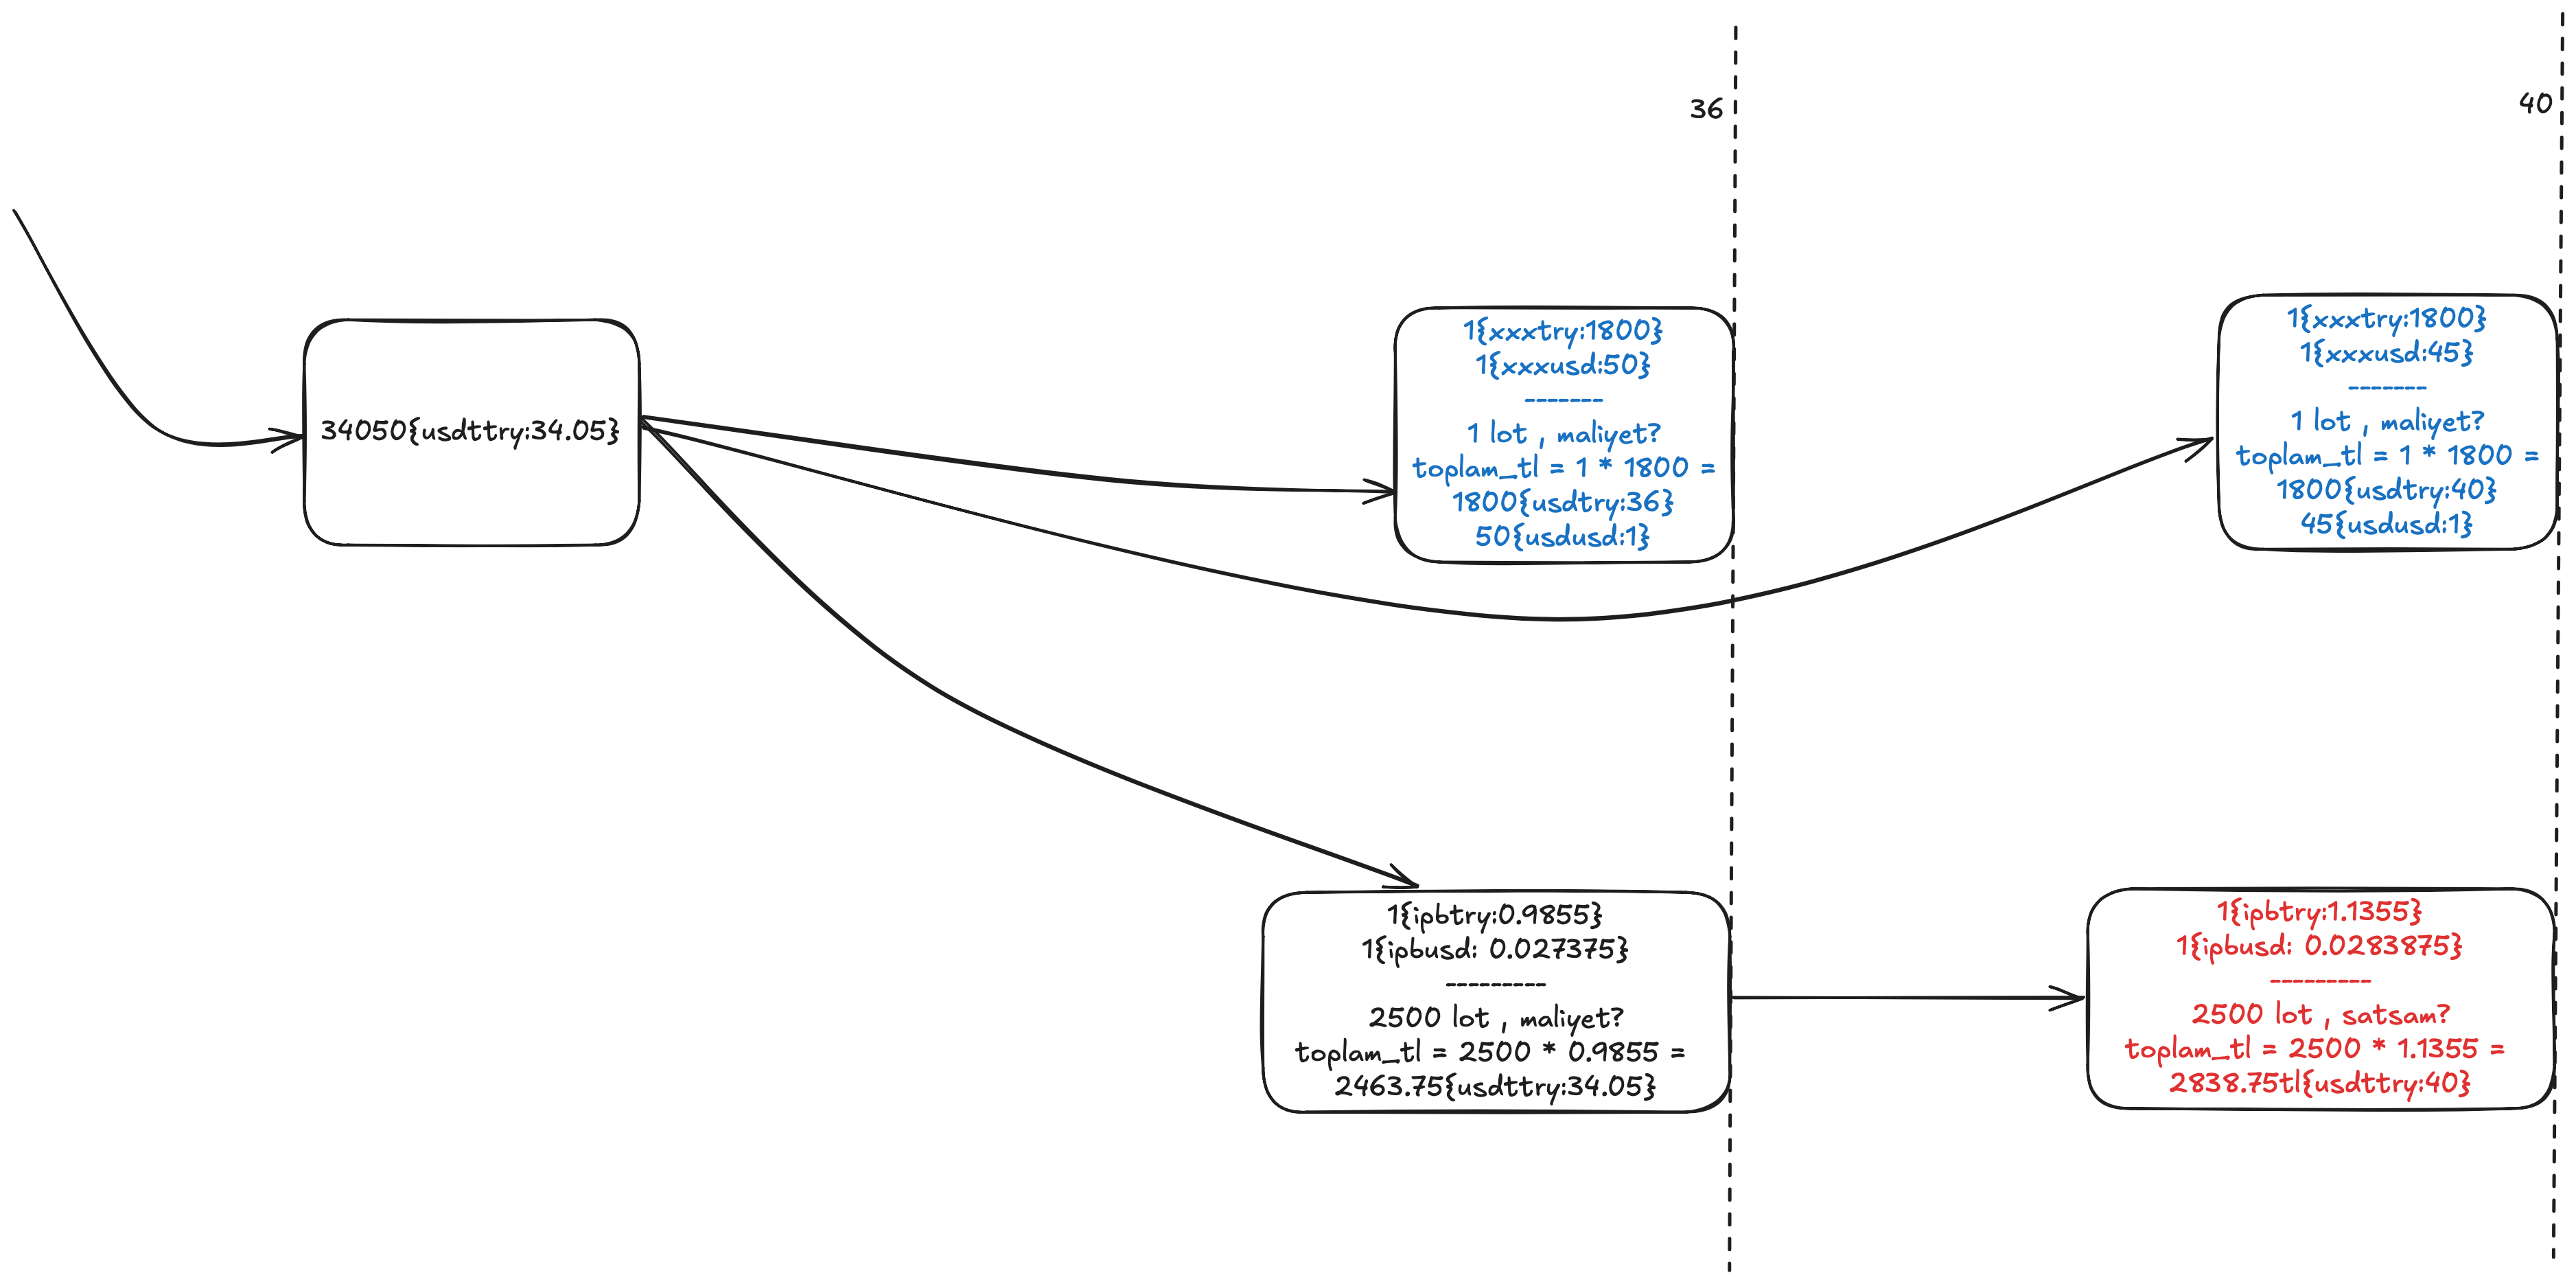 36
40
34050{usdttry:34.05}
1{xxxtry:1800}
1{xxxusd:50}
-------
1 lot , maliyet?
toplam_tl = 1 * 1800 =
1800{usdtry:36}
50{usdusd:1}
1{xxxtry:1800}
1{xxxusd:45}
-------
1 lot , maliyet?
toplam_tl = 1 * 1800 =
1800{usdtry:40}
45{usdusd:1}
1{ipbtry:0.9855}
1{ipbusd: 0.027375}
---------
2500 lot , maliyet?
toplam_tl = 2500 * 0.9855 =
2463.75{usdttry:34.05}
1{ipbtry:1.1355}
1{ipbusd: 0.0283875}
---------
2500 lot , satsam?
toplam_tl = 2500 * 1.1355 =
2838.75tl{usdttry:40}